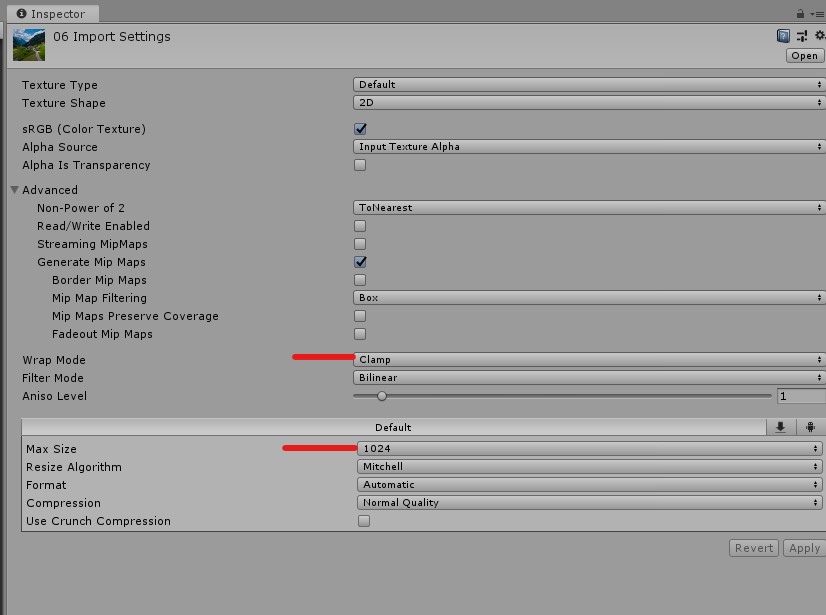 Inspector
06 Import Settings
Open
Texture Type Default
Texture Shape 2D
sRGB (Color Texture)
Alpha Source Input Texture Alpha
Alpha Is Transparency
Advanced
Non-Power of 2 ToNearest
Read/Write Enabled
Streaming MipMaps
Generate Mip Maps
Border Mip Maps
Mip Map Filtering Box
Mip Maps Preserve Coverage
Fadeout Mip Maps
Wrap Mode Clamp
Filter Mode Bilinear
Aniso Level 1
Default
Max Size 1024
Resize Algorithm Mitchell
Format Automatic
Compression Normal Quality
Use Crunch Compression
Revert Apply